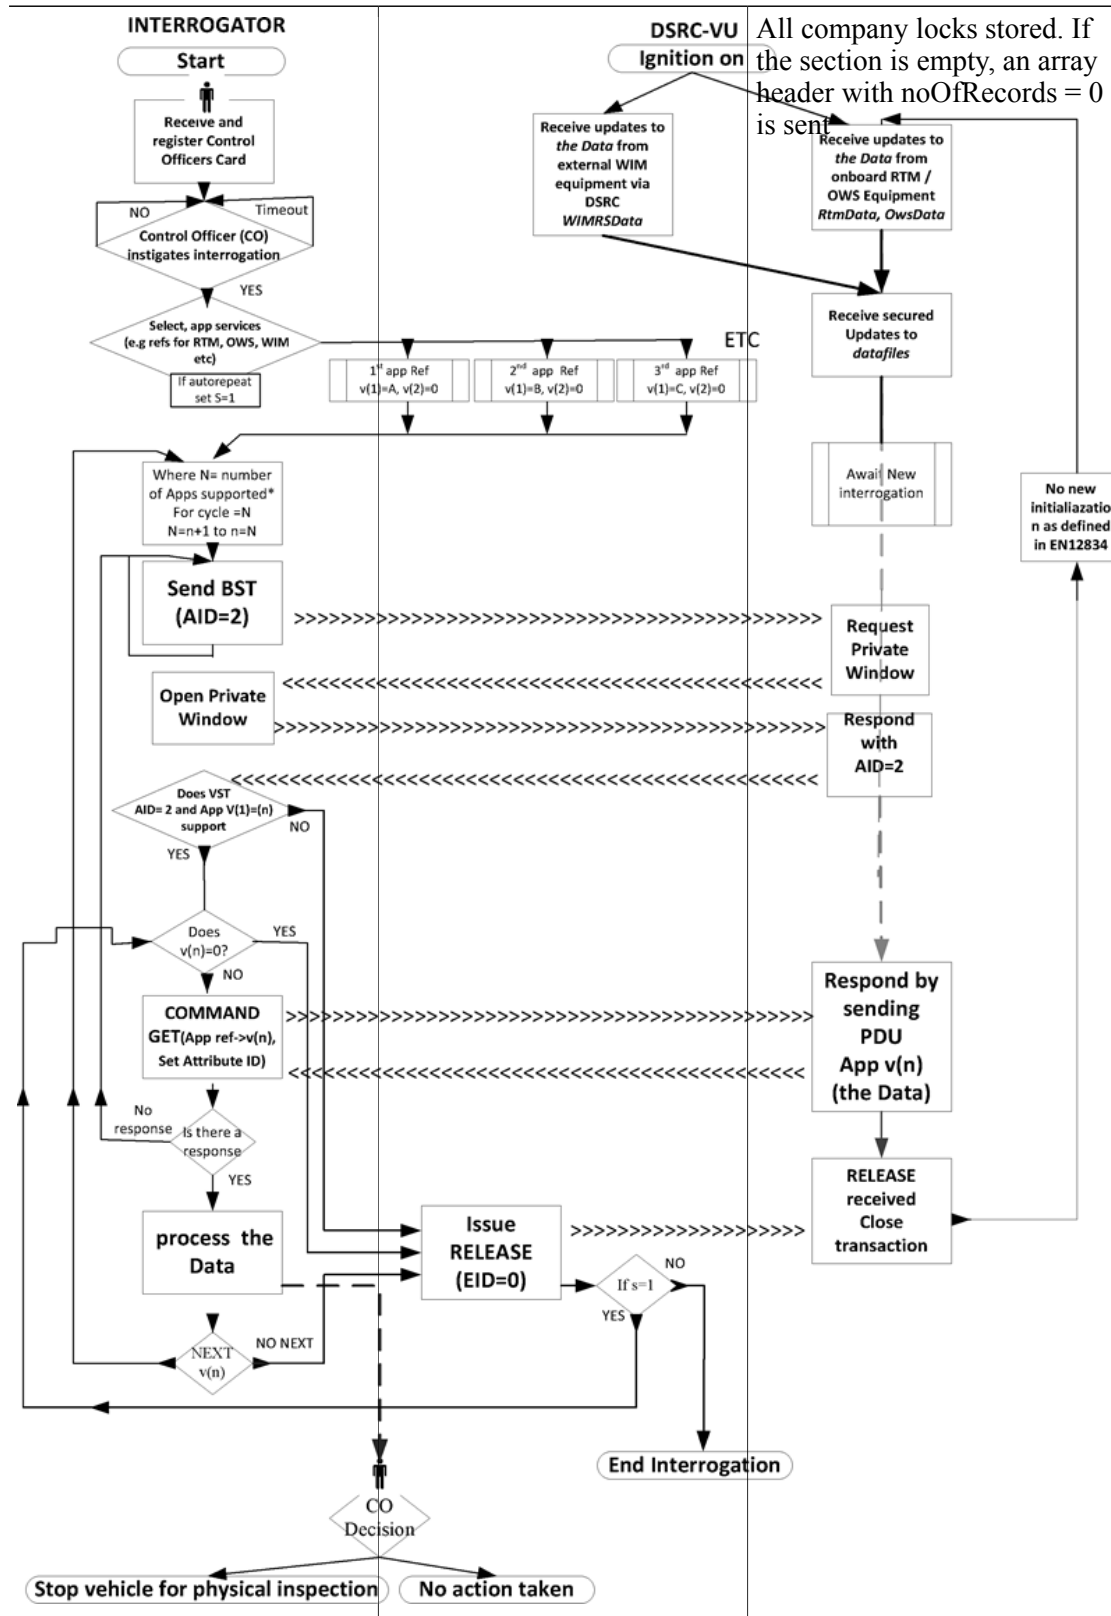 INTERROGATOR
Start
Receive and
register Control
Officers Card
NO
Timeout
Control Officer (CO)
instigates interrogation
YES
Select, app services
(e.g refs for RTM, OWS, WIM
etc)
If autorepeat
set S=1
1st app Ref
v(1)=A, v(2)=0
2nd app Ref
v(1)=B, v(2)=0
3rd app Ref
v(1)=C, v(2)=0
ETC
Where N= number
of Apps supported*
For cycle =N
N=n+1 to n=N
Send BST
(AID=2)
>>>>>>>>>>>>>>>>>>>>>>>>>>>>>>>>>>>>>>>>>>>>
<<<<<<<<<<<<<<<<<<<<<<<<<<<<<<<<<<<<<<<<<<<<<
Open Private
Window
>>>>>>>>>>>>>>>>>>>>>>>>>>>>>>>>>>>>>>>>>>>>>>
<<<<<<<<<<<<<<<<<<<<<<<<<<<<<<<<<<<<<<<<<<<<<<<<<
Does VST
AID= 2 and App V(1)=(n)
support
NO
YES
Does
v(n)=0?
YES
NO
COMMAND
GET(App ref->v(n),
Set Attribute ID)
>>>>>>>>>>>>>>>>>>>>>>>>>>>>>>>>>>>>>>>>>>>>
<<<<<<<<<<<<<<<<<<<<<<<<<<<<<<<<<<<<<<<<<<<
No
response
Is there a
response
YES
process the
Data
NEXT
v(n)
NO NEXT
Issue
RELEASE
(EID=0)
>>>>>>>>>>>>>>>>>>>>
If s=1
NO
YES
End Interrogation
CO
Decision
Stop vehicle for physical inspection
No action taken
DSRC-VU
Ignition on
All company locks stored. If
the section is empty, an array
header with noOfRecords = 0
is sent
Receive updates to
the Data from
external WIM
equipment via
DSRC
WIMRSData
Receive updates to
the Data from
onboard RTM /
OWS Equipment
RtmData, OwsData
Receive secured
Updates to
datafiles
Await New
interrogation
No new
initialiazatio
n as defined
in EN12834
Request
Private
Window
Respond
with
AID=2
Respond by
sending
PDU
App v(n)
(the Data)
RELEASE
received
Close
transaction